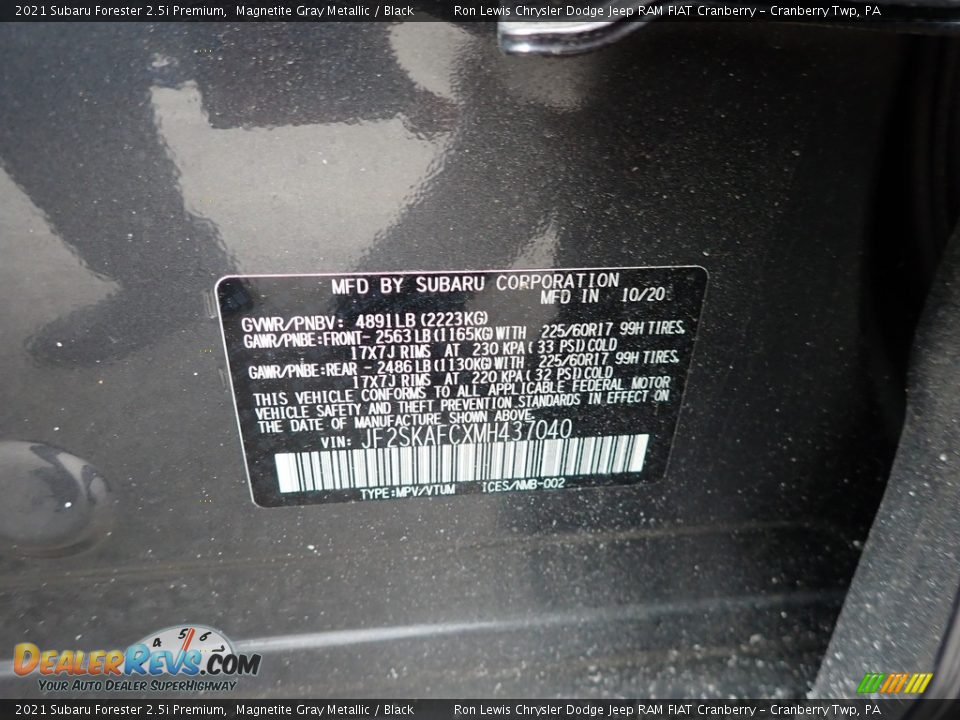 2021 Subaru Forester 2.5i Premium,  Magnetite Gray Metallic / Black    Ron Lewis Chrysler Dodge Jeep RAM FIAT Cranberry - Cranberry Twp, PA
MFD BY SUBARU CORPORATION
MFD IN 10/20
GVWR/PNBV: 4891LB (2223KG)
GAWR/PNBE:FRONT- 2563LB(1165KG)WITH 225/60R17 99H TIRES,
17X7J RIMS AT 230 KPA( 33 PSI)COLD
GAWR/PNBE:REAR - 2486LB(1130KG)WITH 225/60R17 99H TIRES,
17X7J RIMS AT 220 KPA( 32 PSI)COLD
THIS VEHICLE CONFORMS TO ALL APPLICABLE FEDERAL MOTOR
VEHICLE SAFETY AND THEFT PREVENTION STANDARDS IN EFFECT ON
THE DATE OF MANUFACTURE SHOWN ABOVE.
VIN: JF2SKAFCXMH437040
TYPE:MPV/VTUM ICES/NMB-002
4 5 6
DEALERREVS.COM
YOUR AUTO DEALER SUPERHIGHWAY
2021 Subaru Forester 2.5i Premium,  Magnetite Gray Metallic / Black    Ron Lewis Chrysler Dodge Jeep RAM FIAT Cranberry - Cranberry Twp, PA